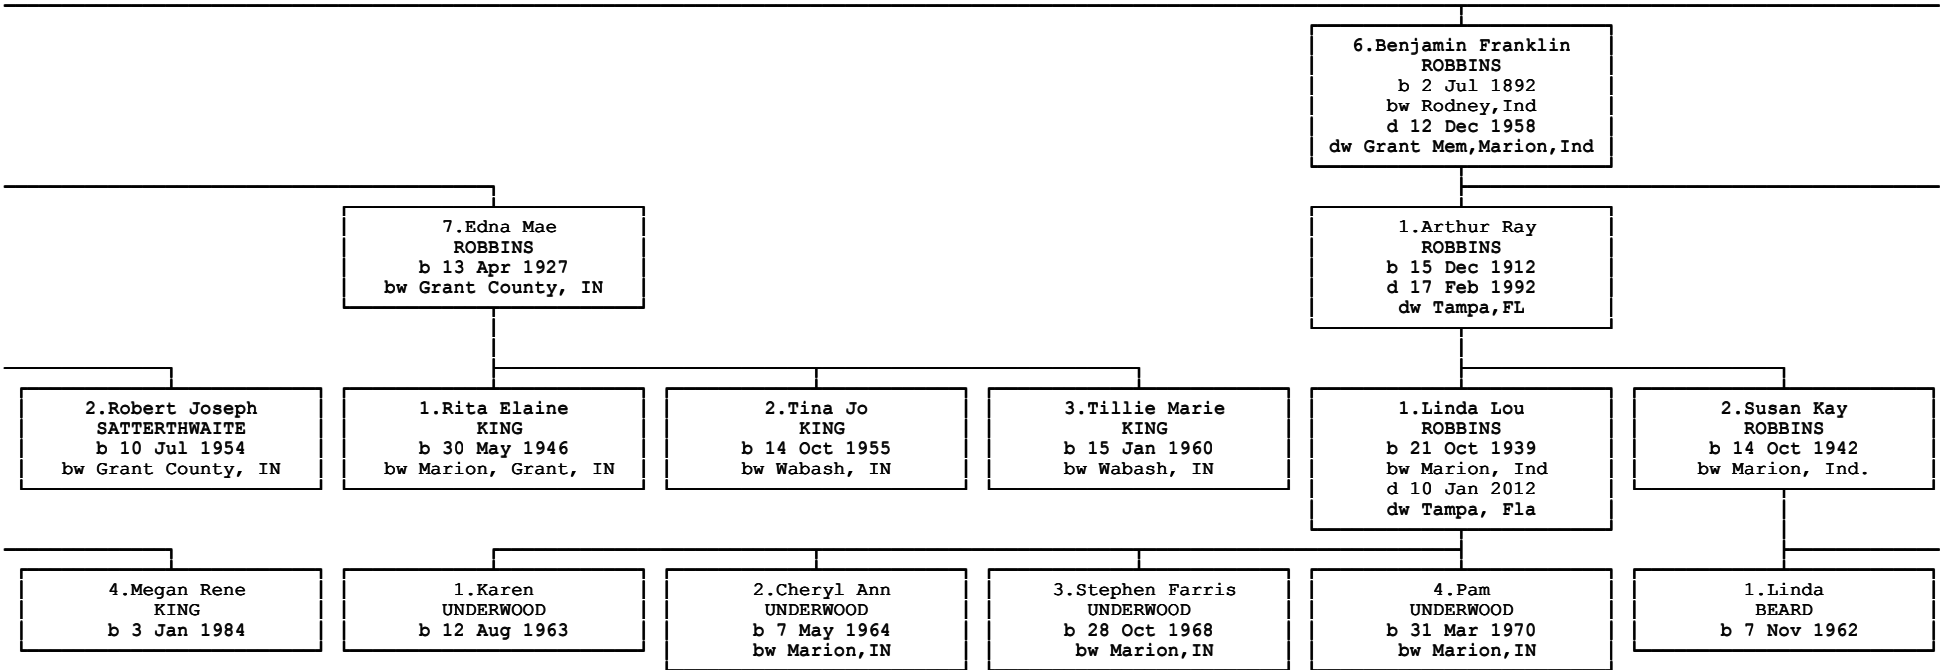 6.Benjamin Franklin
ROBBINS
b 2 Jul 1892
bw Rodney,Ind
d 12 Dec 1958
dw Grant Mem,Marion,Ind
7.Edna Mae
ROBBINS
b 13 Apr 1927
bw Grant County, IN
1.Arthur Ray
ROBBINS
b 15 Dec 1912
d 17 Feb 1992
dw Tampa,FL
2.Robert Joseph
SATTERTHWAITE
b 10 Jul 1954
bw Grant County, IN
1.Rita Elaine
KING
b 30 May 1946
bw Marion, Grant, IN
2.Tina Jo
KING
b 14 Oct 1955
bw Wabash, IN
3.Tillie Marie
KING
b 15 Jan 1960
bw Wabash, IN
1.Linda Lou
ROBBINS
b 21 Oct 1939
bw Marion, Ind
d 10 Jan 2012
dw Tampa, Fla
2.Susan Kay
ROBBINS
b 14 Oct 1942
bw Marion, Ind.
4.Megan Rene
KING
b 3 Jan 1984
1.Karen
UNDERWOOD
b 12 Aug 1963
2.Cheryl Ann
UNDERWOOD
b 7 May 1964
bw Marion,IN
3.Stephen Farris
UNDERWOOD
b 28 Oct 1968
bw Marion,IN
4.Pam
UNDERWOOD
b 31 Mar 1970
bw Marion,IN
1.Linda
BEARD
b 7 Nov 1962